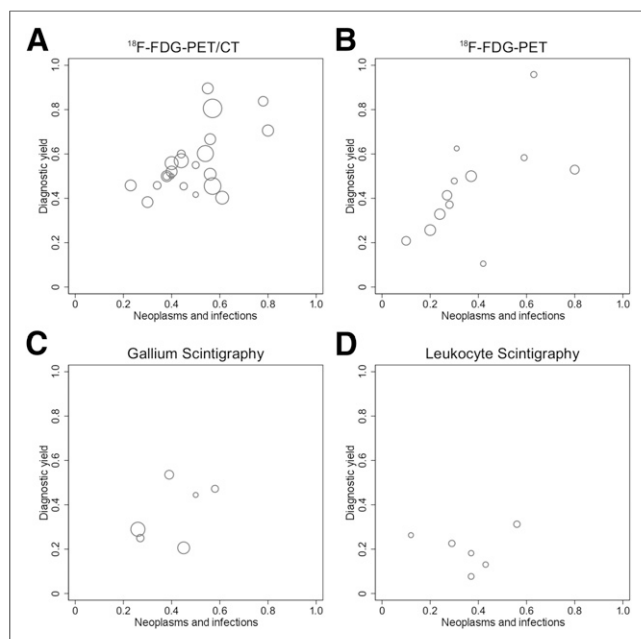 A
18F-FDG-PET/CT
Diagnostic yield
0 0.2 0.4 0.6 0.8 1.0
0 0.2 0.4 0.6 0.8 1.0
Neoplasms and infections
B
18F-FDG-PET
Diagnostic yield
0 0.2 0.4 0.6 0.8 1.0
0 0.2 0.4 0.6 0.8 1.0
Neoplasms and infections
C
Gallium Scintigraphy
Diagnostic yield
0 0.2 0.4 0.6 0.8 1.0
0 0.2 0.4 0.6 0.8 1.0
Neoplasms and infections
D
Leukocyte Scintigraphy
Diagnostic yield
0 0.2 0.4 0.6 0.8 1.0
0 0.2 0.4 0.6 0.8 1.0
Neoplasms and infections